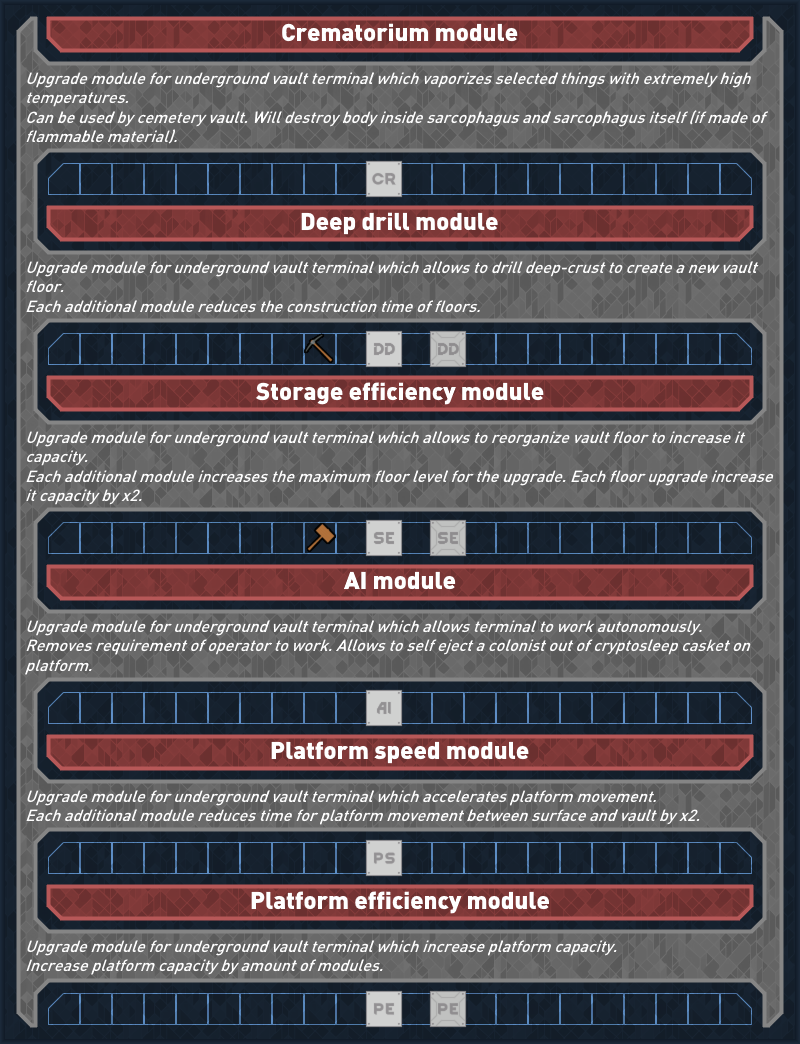 Crematorium module
Upgrade module for underground vault terminal which vaporizes selected things with extremely high
temperatures.
Can be used by cemetery vault. Will destroy body inside sarcophagus and sarcophagus itself (if made of
flammable material).
CR
Deep drill module
Upgrade module for underground vault terminal which allows to drill deep-crust to create a new vault
floor.
Each additional module reduces the construction time of floors.
DD DD
Storage efficiency module
Upgrade module for underground vault terminal which allows to reorganize vault floor to increase it
capacity.
Each additional module increases the maximum floor level for the upgrade. Each floor upgrade increase
it capacity by x2.
SE SE
AI module
Upgrade module for underground vault terminal which allows terminal to work autonomously.
Removes requirement of operator to work. Allows to self eject a colonist out of cryptosleep casket on
platform.
AI
Platform speed module
Upgrade module for underground vault terminal which accelerates platform movement.
Each additional module reduces time for platform movement between surface and vault by x2.
PS
Platform efficiency module
Upgrade module for underground vault terminal which increase platform capacity.
Increase platform capacity by amount of modules.
PE PE